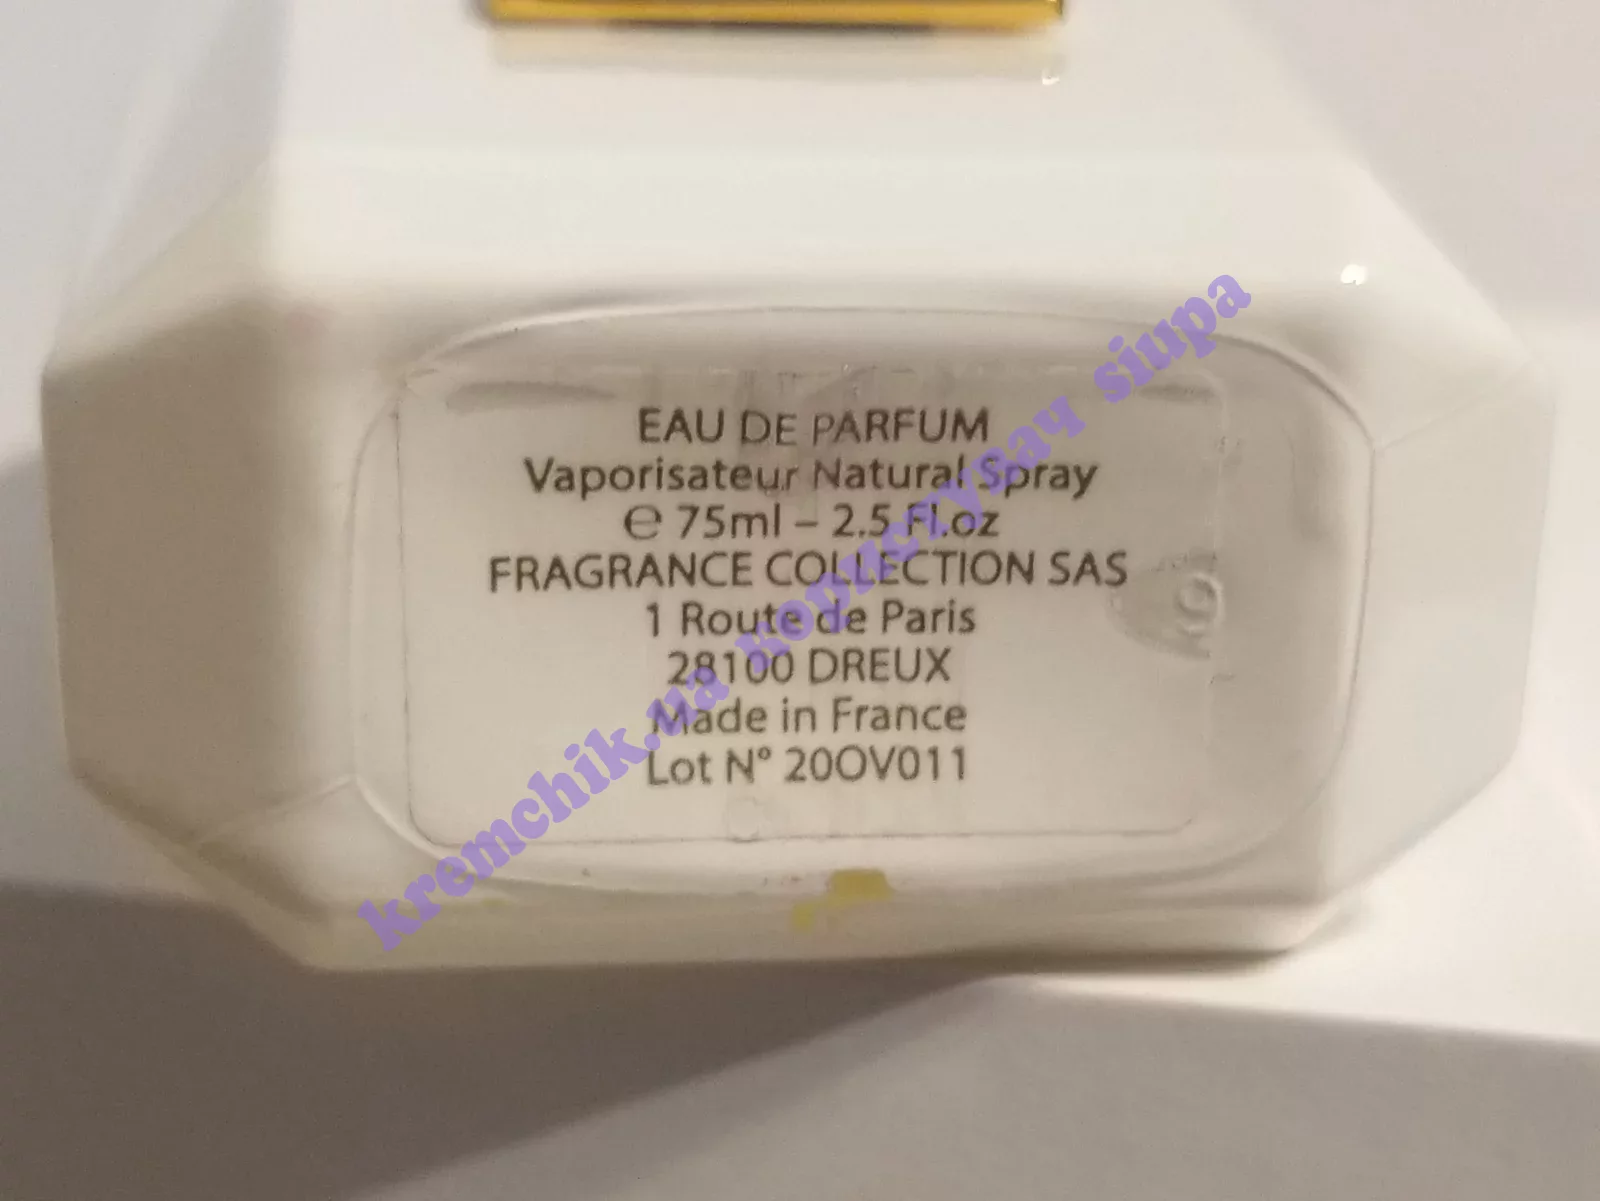 EAU DE PARFUM
Vaporisateur Natural Spray
℮ 75ml – 2.5 Fl.oz
FRAGRANCE COLLECTION SAS
1 Route de Paris
28100 DREUX
Made in France
Lot N° 20OV011
kremchik.ua користувач siupa